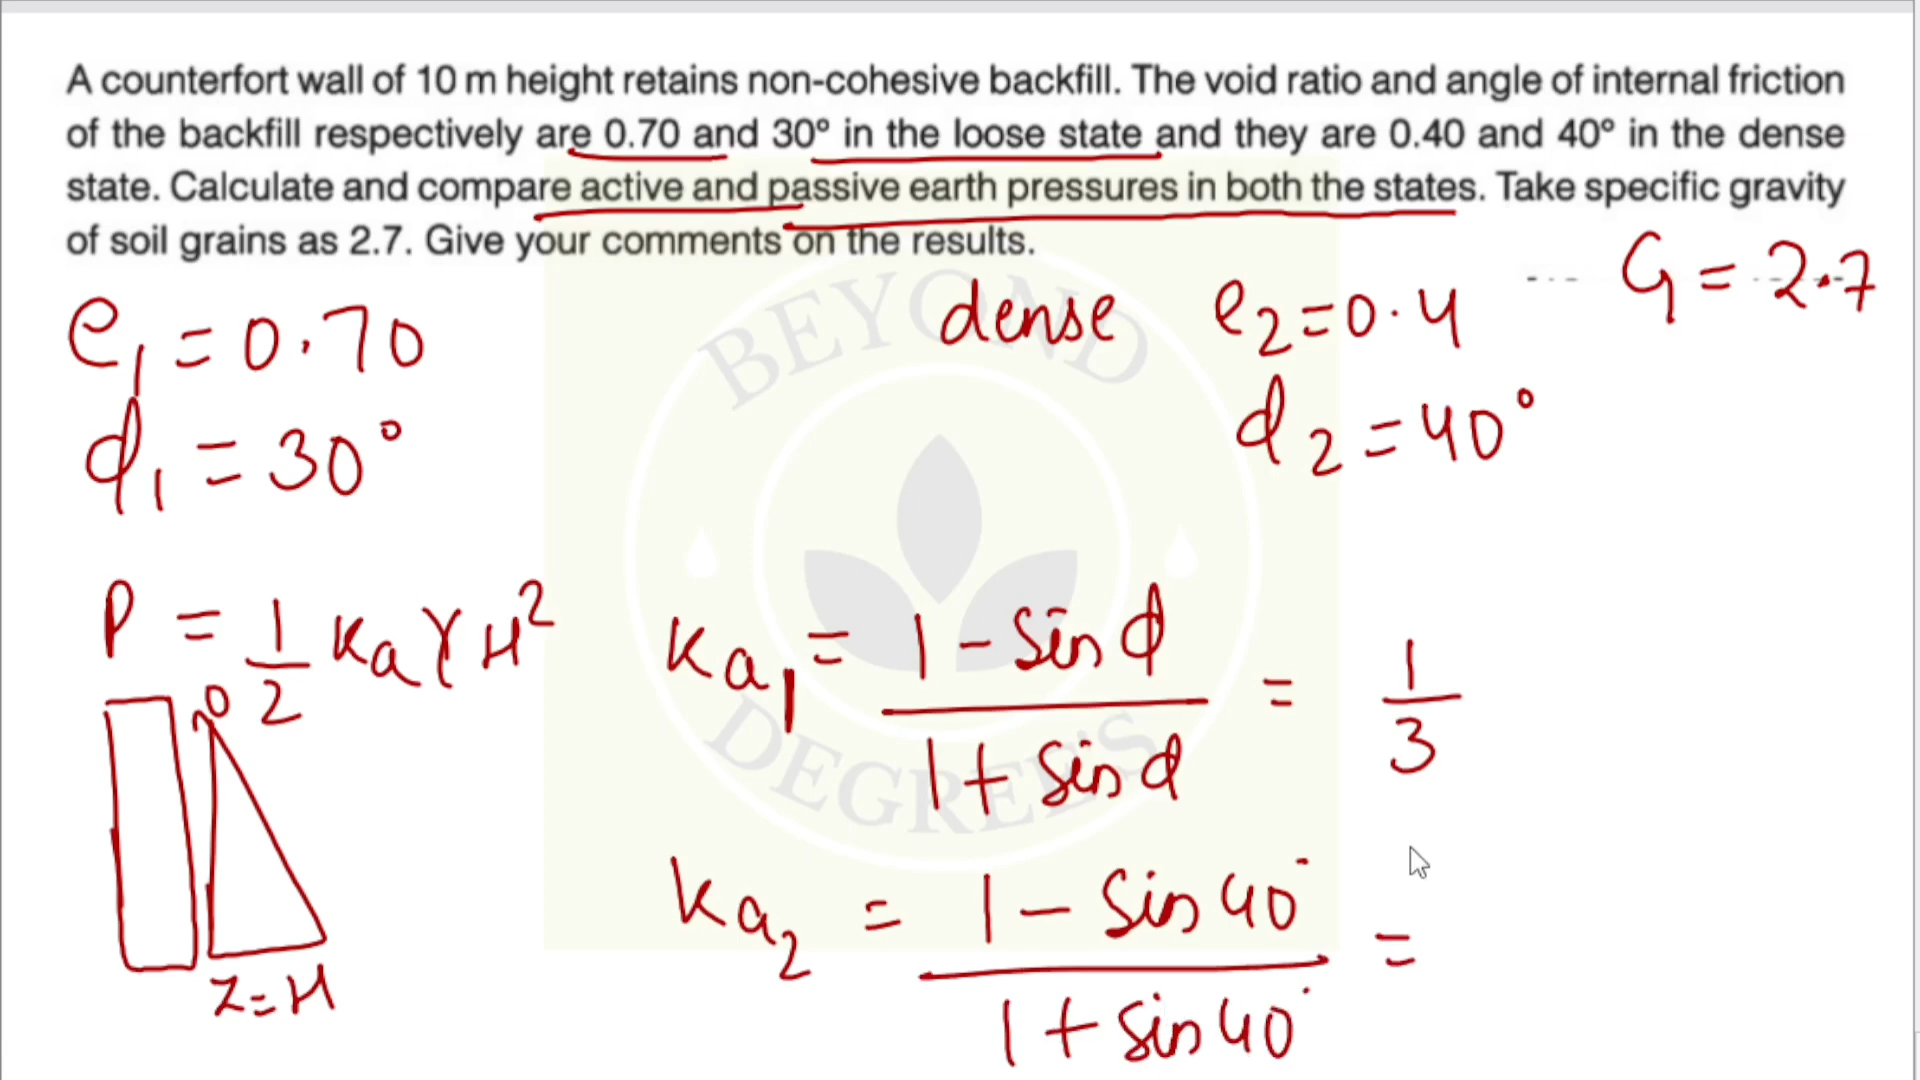 A counterfort wall of 10 m height retains non-cohesive backfill. The void ratio and angle of internal friction
of the backfill respectively are 0.70 and 30° in the loose state and they are 0.40 and 40° in the dense
state. Calculate and compare active and passive earth pressures in both the states. Take specific gravity
of soil grains as 2.7. Give your comments on the results.
G = 2.7
e1 = 0.70
dense e2 = 0.4
ϕ1 = 30°
ϕ2 = 40°
P = 1/2 Ka γ H²
Ka1 = 1 - sin ϕ / 1 + sin ϕ = 1/3
0
Ka2 = 1 - sin 40° / 1 + sin 40° =
Z = H
BEYOND
DEGREES